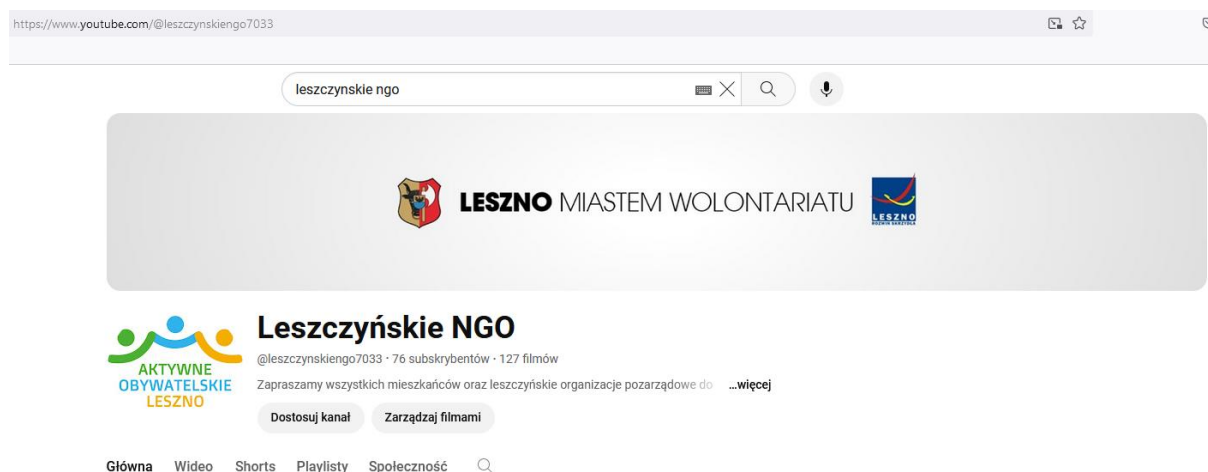 https://www.youtube.com/@leszczynskiengo7033
leszczynskie ngo
LESZNO MIASTEM WOLONTARIATU
LESZNO
ROZWIŃ SKRZYDŁA
AKTYWNE
OBYWATELSKIE
LESZNO
Leszczyńskie NGO
@leszczynskiengo7033 · 76 subskrybentów · 127 filmów
Zapraszamy wszystkich mieszkańców oraz leszczyńskie organizacje pozarządowe do ...więcej
Dostosuj kanał Zarządzaj filmami
Główna Wideo Shorts Playlisty Społeczność